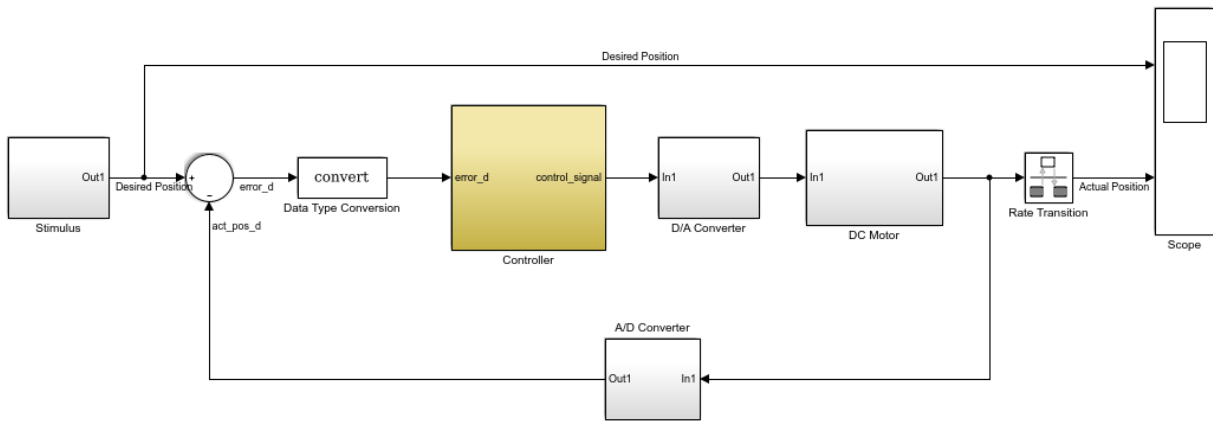 Desired Position
Out1
Desired Position
+
−
error_d
convert
error_d
control_signal
In1
Out1
In1
Out1
Actual Position
Stimulus
act_pos_d
Data Type Conversion
Controller
D/A Converter
DC Motor
Rate Transition
Scope
A/D Converter
Out1
In1